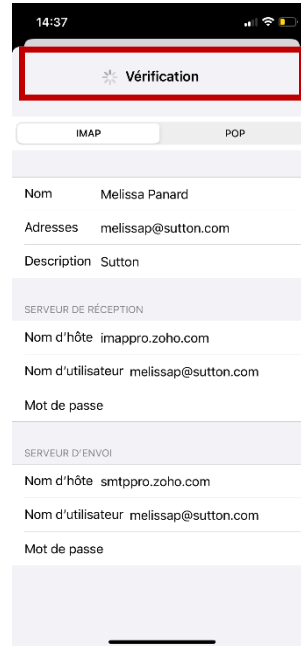 14:37
Vérification
IMAP POP
Nom Melissa Panard
Adresses melissap@sutton.com
Description Sutton
SERVEUR DE RÉCEPTION
Nom d'hôte imappro.zoho.com
Nom d'utilisateur melissap@sutton.com
Mot de passe
SERVEUR D'ENVOI
Nom d'hôte smtppro.zoho.com
Nom d'utilisateur melissap@sutton.com
Mot de passe